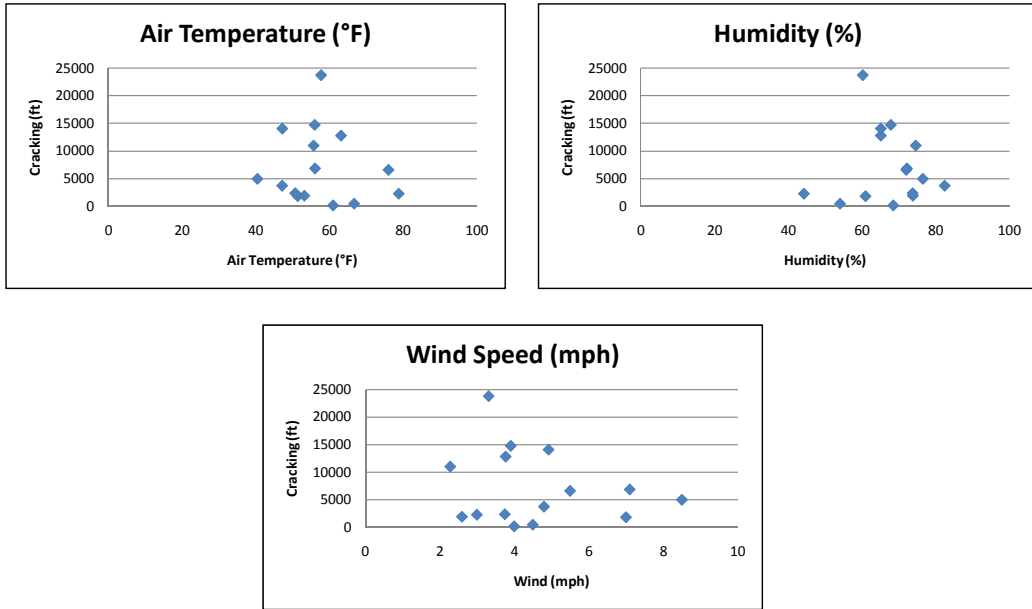 Air Temperature (°F)
25000
20000
15000
10000
5000
0
Cracking (ft)
0 20 40 60 80 100
Air Temperature (°F)
Humidity (%)
25000
20000
15000
10000
5000
0
Cracking (ft)
0 20 40 60 80 100
Humidity (%)
Wind Speed (mph)
25000
20000
15000
10000
5000
0
Cracking (ft)
0 2 4 6 8 10
Wind (mph)